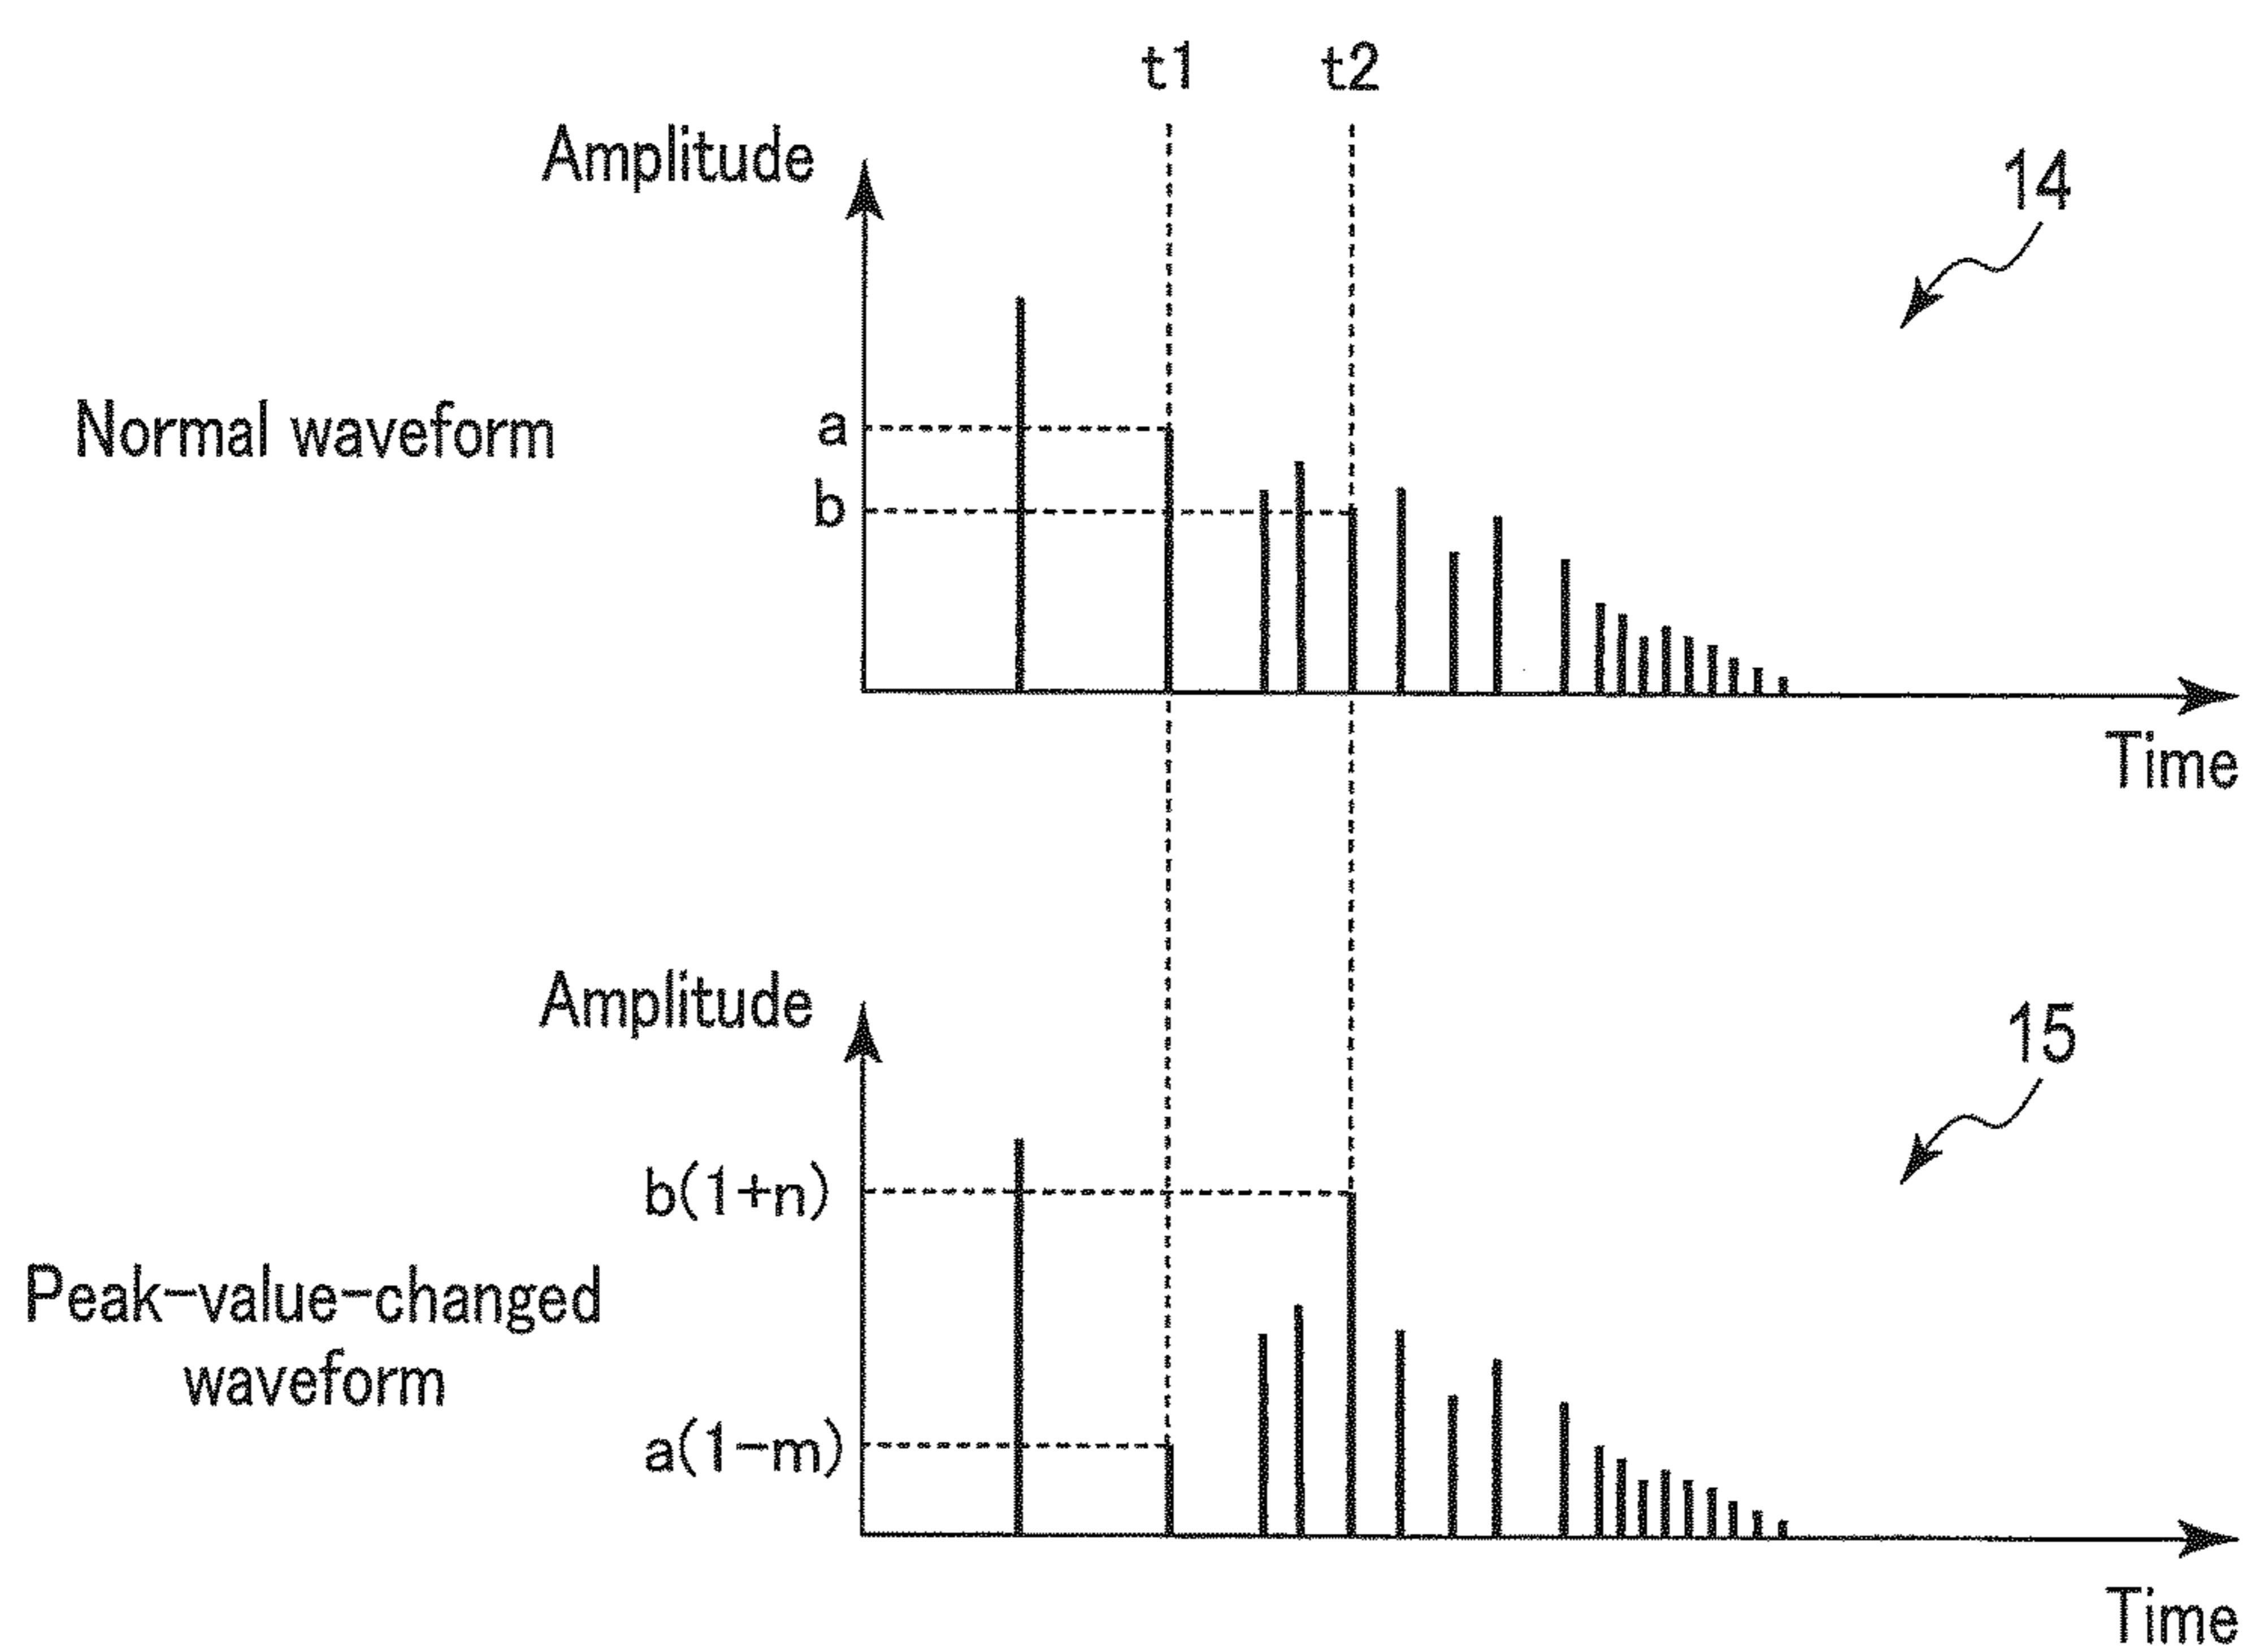 t1
t2
Amplitude
14
Normal waveform
a
b
Time
Amplitude
15
b(1+n)
Peak-value-changed
waveform
a(1-m)
Time